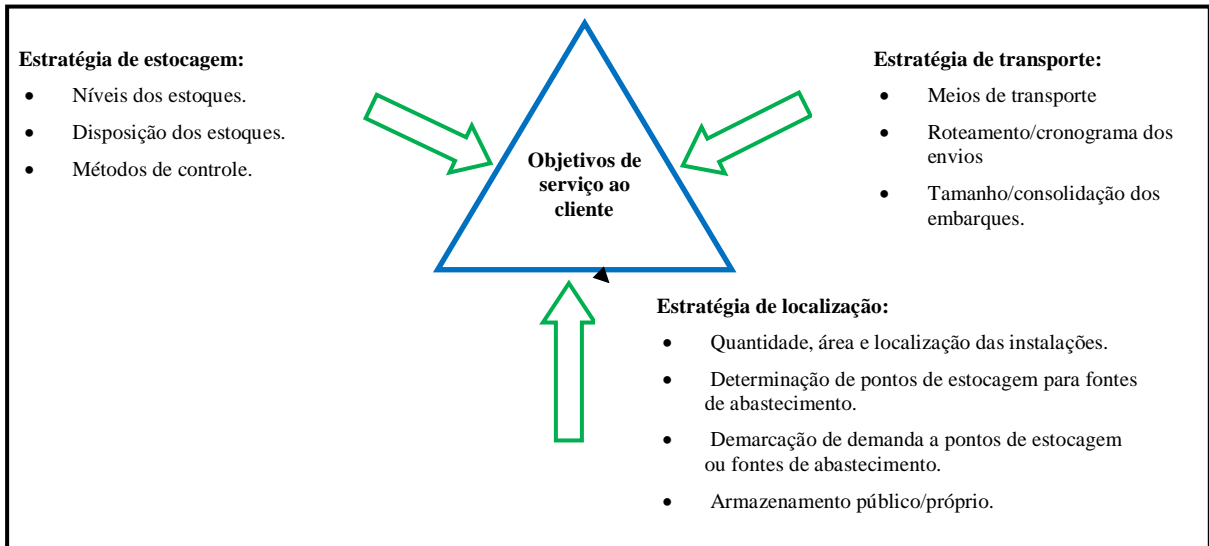 Estratégia de estocagem:
• Níveis dos estoques.
• Disposição dos estoques.
• Métodos de controle.
Objetivos de
serviço ao
cliente
Estratégia de transporte:
• Meios de transporte
• Roteamento/cronograma dos
envios
• Tamanho/consolidação dos
embarques.
Estratégia de localização:
• Quantidade, área e localização das instalações.
• Determinação de pontos de estocagem para fontes
de abastecimento.
• Demarcação de demanda a pontos de estocagem
ou fontes de abastecimento.
• Armazenamento público/próprio.